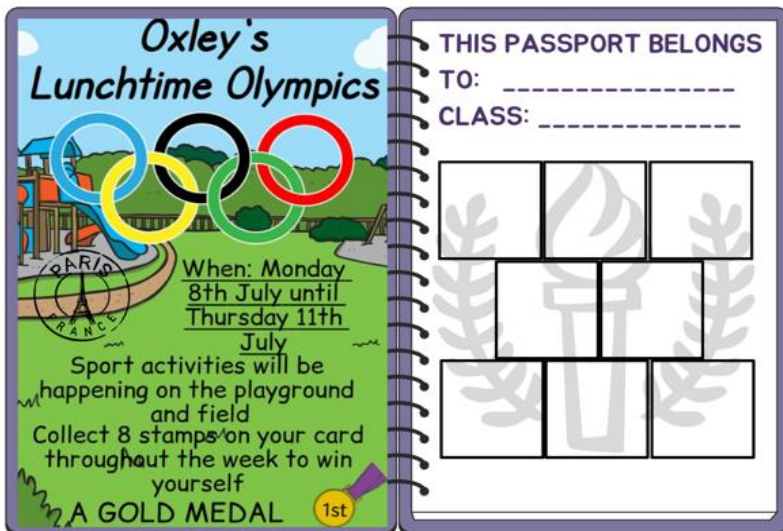 Oxley's
Lunchtime Olympics
PARIS
FRANCE
When: Monday
8th July until
Thursday 11th
July
Sport activities will be
happening on the playground
and field
Collect 8 stamps on your card
throughout the week to win
yourself
A GOLD MEDAL
1st
THIS PASSPORT BELONGS
TO: ________________
CLASS: ______________